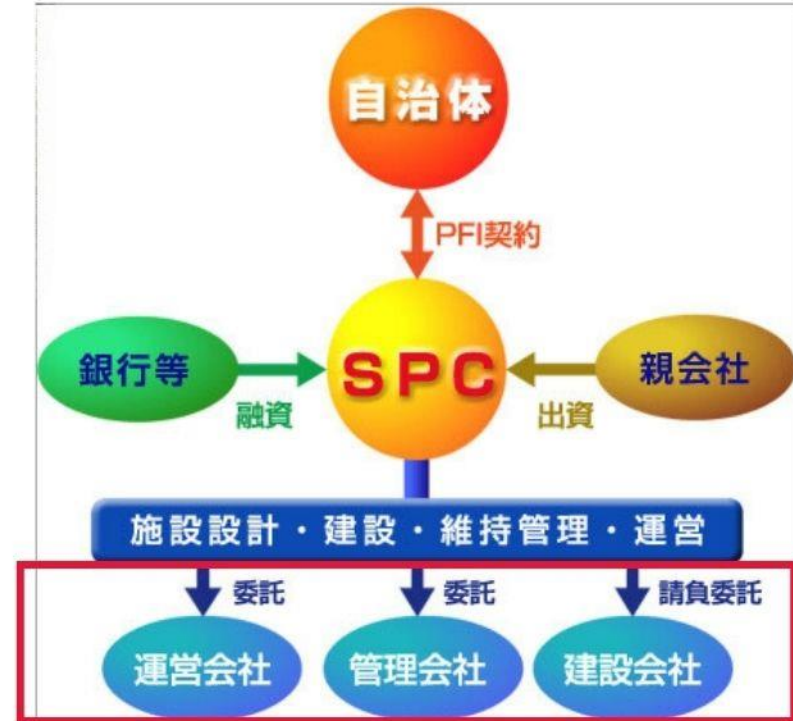 自治体
PFI契約
銀行等
融資
SPC
出資
親会社
施設設計・建設・維持管理・運営
委託
委託
請負委託
運営会社
管理会社
建設会社